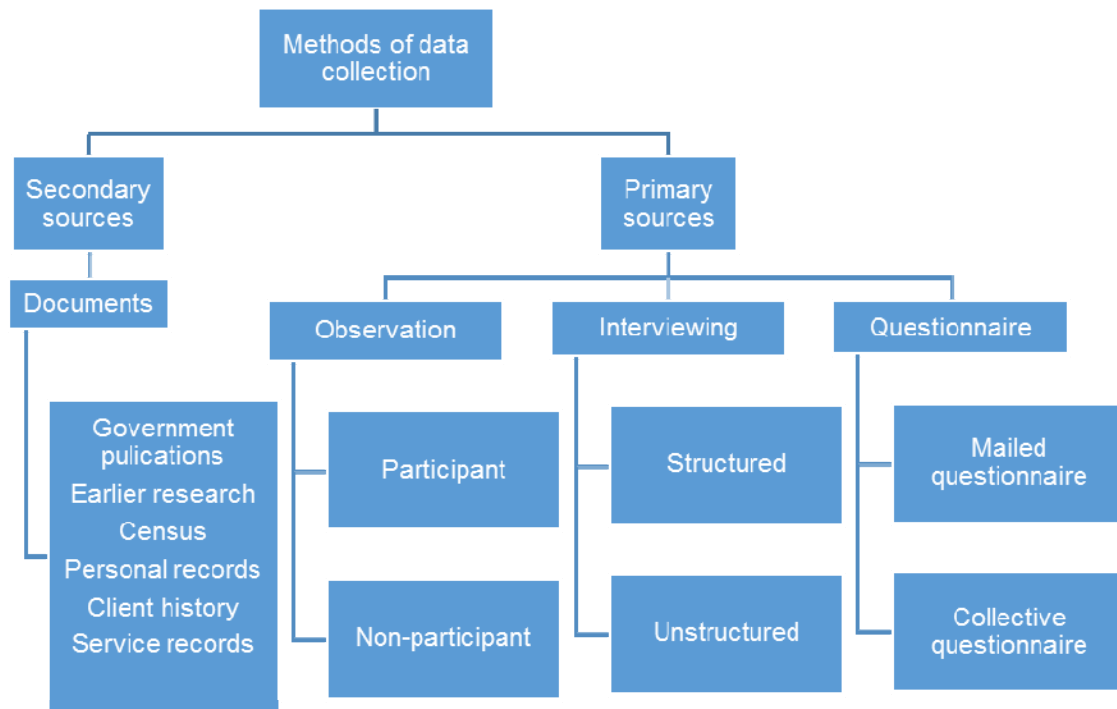 Methods of data
collection
Secondary
sources
Primary
sources
Documents
Observation
Interviewing
Questionnaire
Government
pulications
Earlier research
Census
Personal records
Client history
Service records
Participant
Non-participant
Structured
Unstructured
Mailed
questionnaire
Collective
questionnaire